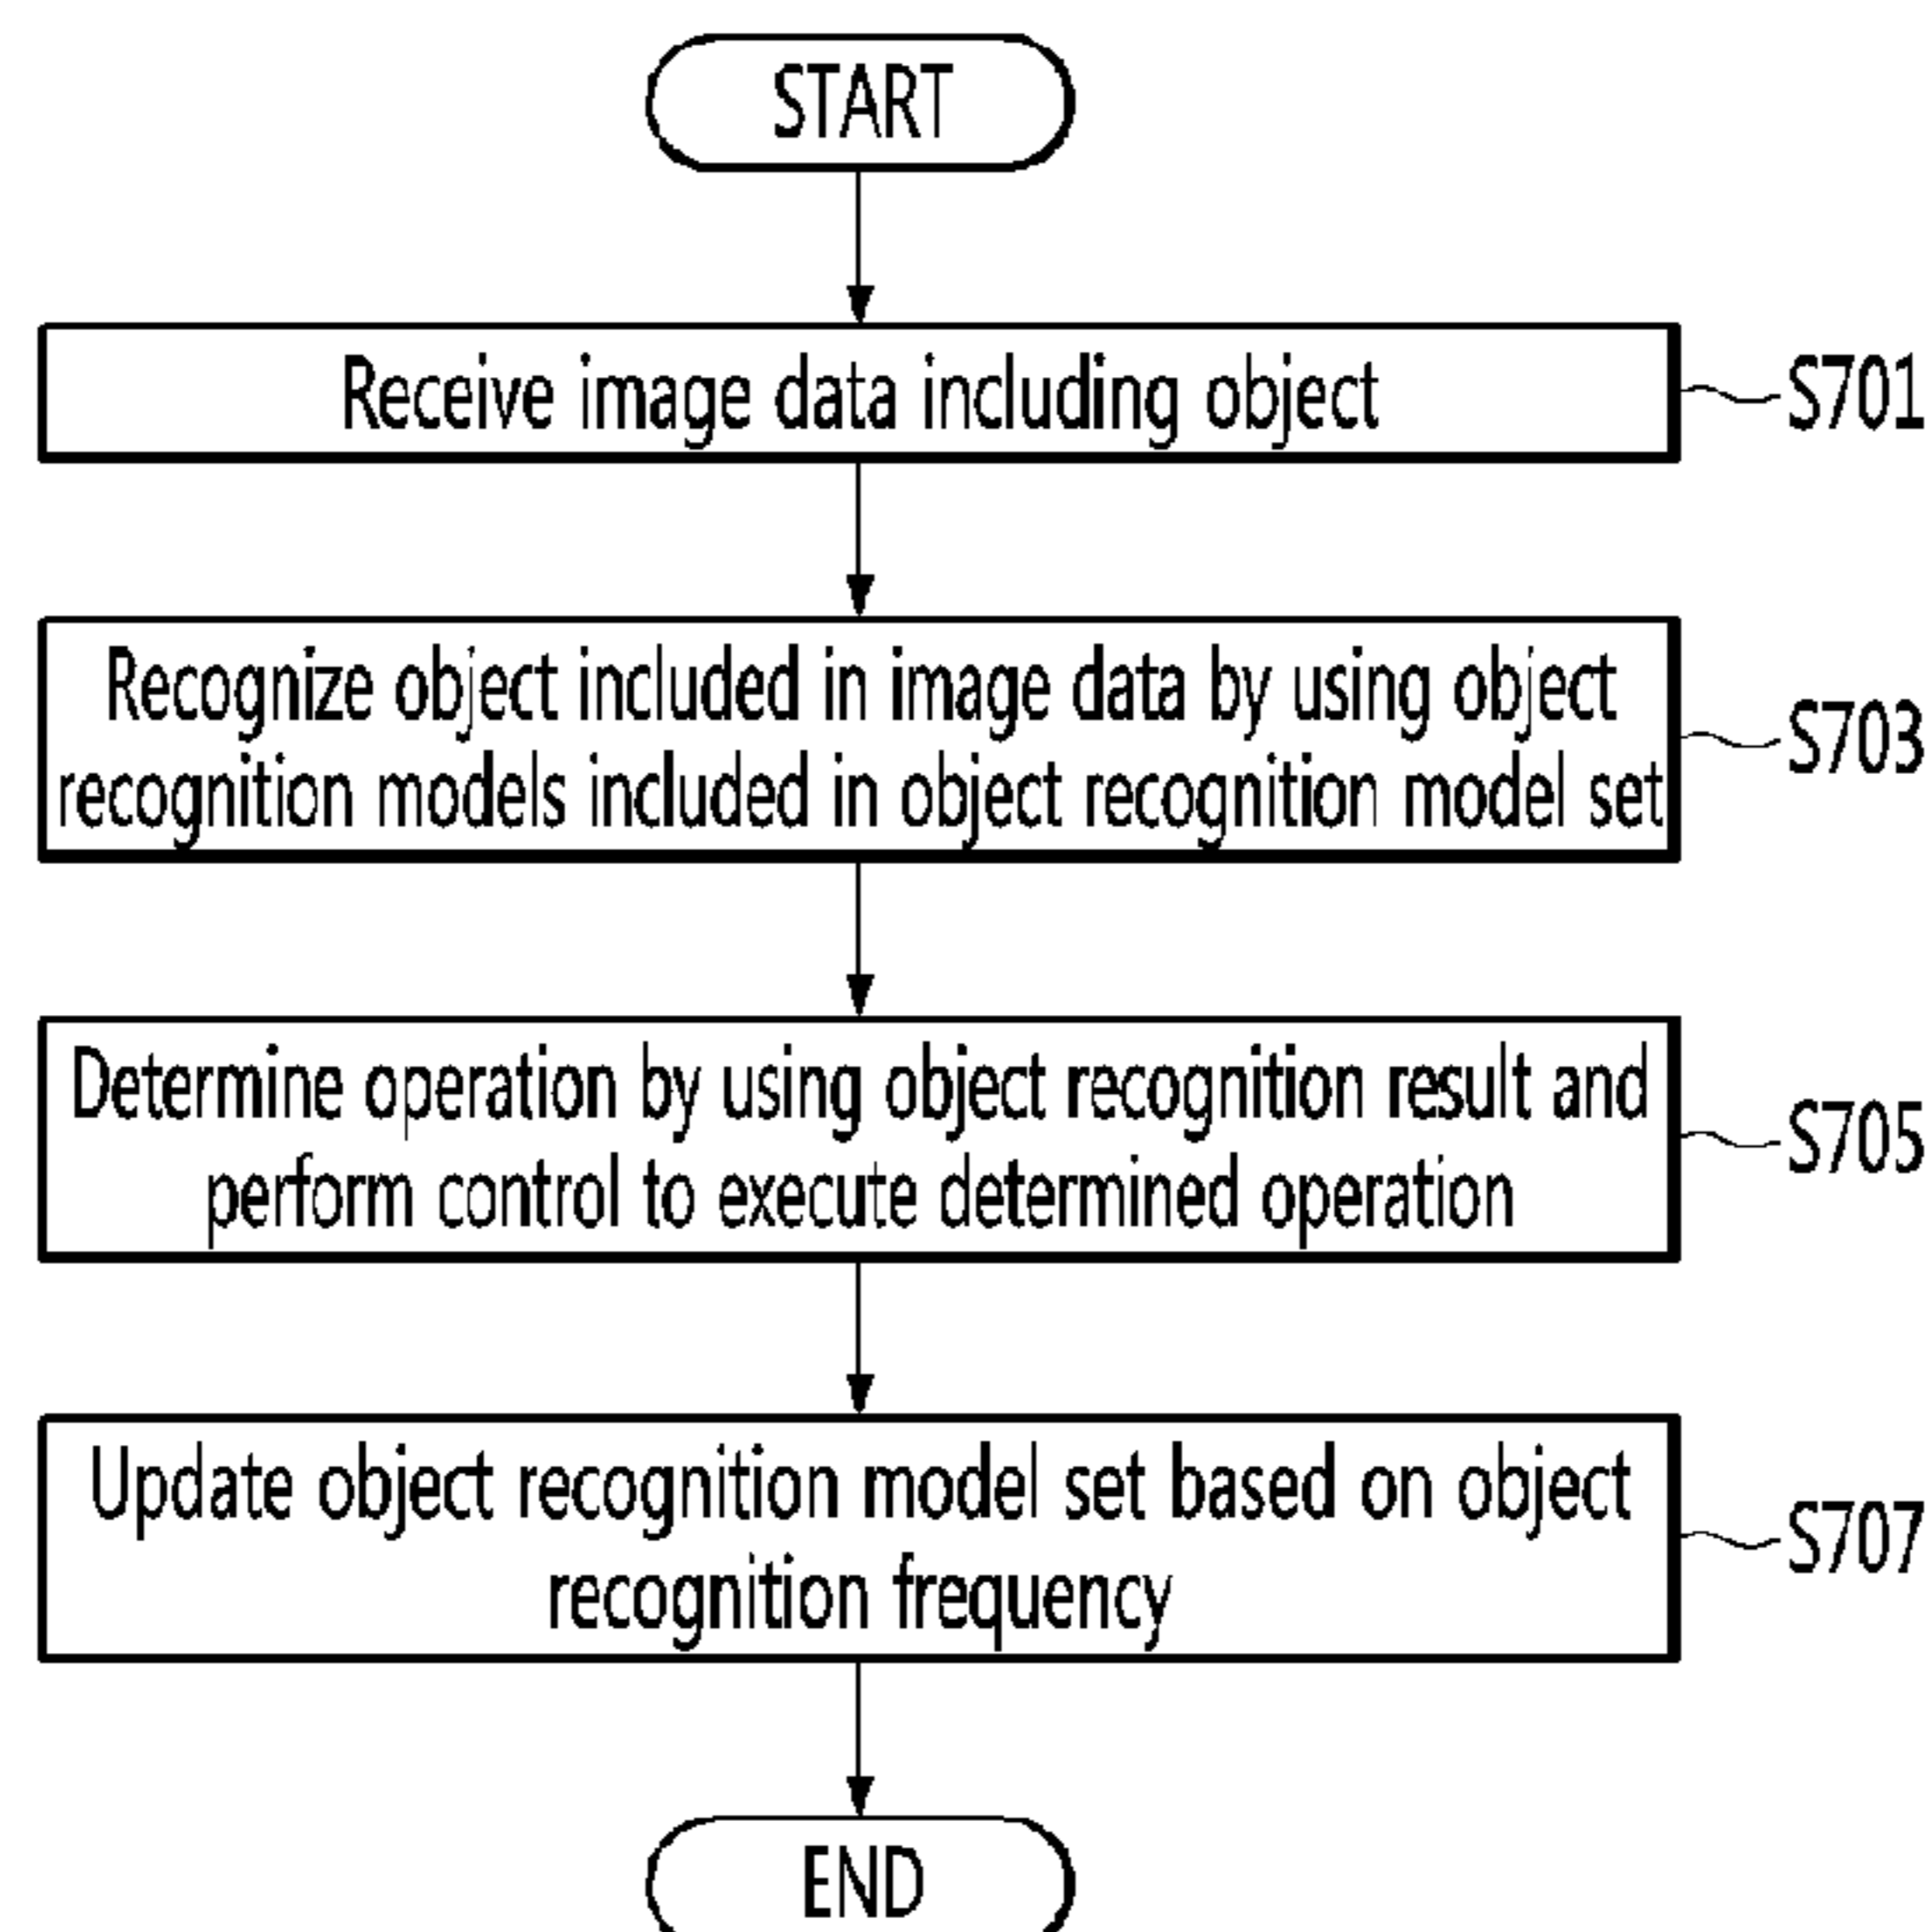 START
Receive image data including object
S701
Recognize object included in image data by using object
recognition models included in object recognition model set
S703
Determine operation by using object recognition result and
perform control to execute determined operation
S705
Update object recognition model set based on object
recognition frequency
S707
END